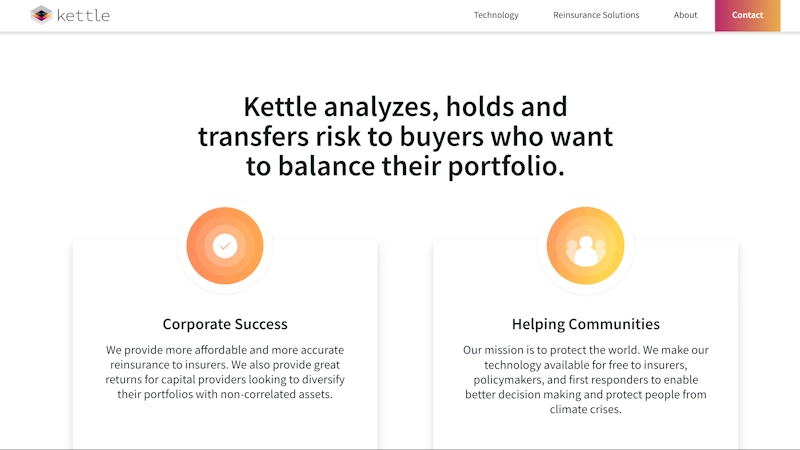 kettle
Technology
Reinsurance Solutions
About
Contact
Kettle analyzes, holds and
transfers risk to buyers who want
to balance their portfolio.
Corporate Success
We provide more affordable and more accurate
reinsurance to insurers. We also provide great
returns for capital providers looking to diversify
their portfolios with non-correlated assets.
Helping Communities
Our mission is to protect the world. We make our
technology available for free to insurers,
policymakers, and first responders to enable
better decision making and protect people from
climate crises.